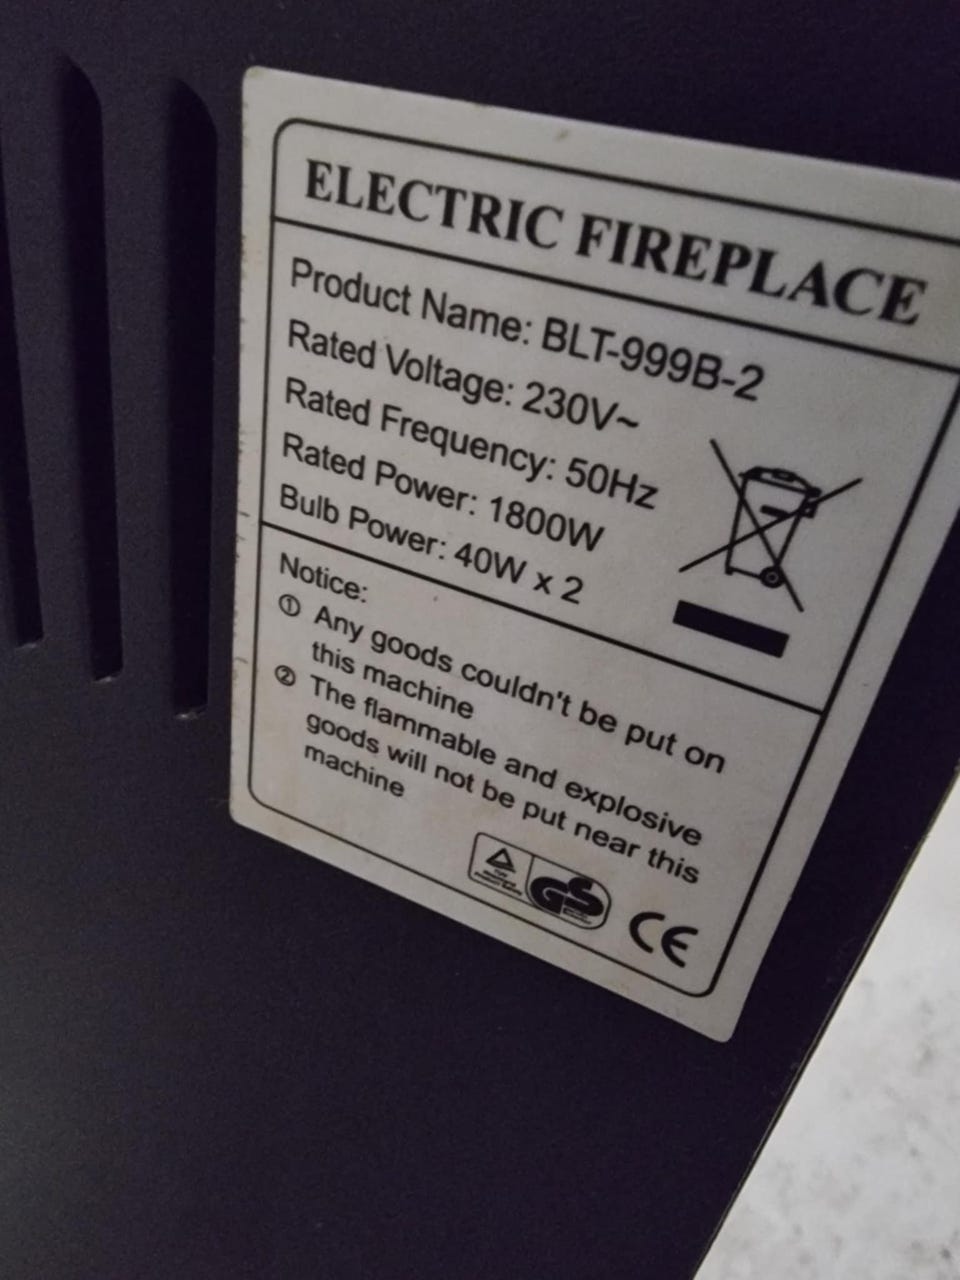 ELECTRIC FIREPLACE
Product Name: BLT-999B-2
Rated Voltage: 230V~
Rated Frequency: 50Hz
Rated Power: 1800W
Bulb Power: 40W x 2
Notice:
① Any goods couldn't be put on
this machine
② The flammable and explosive
goods will not be put near this
machine
GS
CE